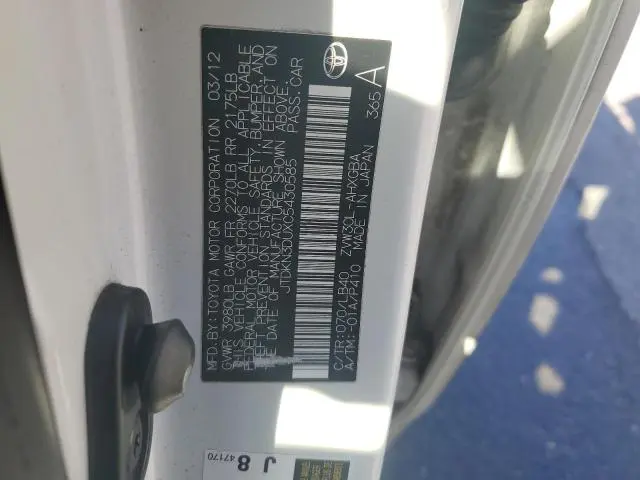 MFD.BY:TOYOTA MOTOR CORPORATION 03/12
GVWR 3980LB GAWR FR 2270LB RR 2175LB
THIS VEHICLE CONFORMS TO ALL APPLICABLE
FEDERAL MOTOR VEHICLE SAFETY, BUMPER, AND
THEFT PREVENTION STANDARDS IN EFFECT ON
THE DATE OF MANUFACTURE SHOWN ABOVE.
JTDKN3DUXC5430585 PASS.CAR
C/TR:070/LB40 ZVW30L-AHXGBA
A/TM:-01A/P410 MADE IN JAPAN 365
A
J 8
47170